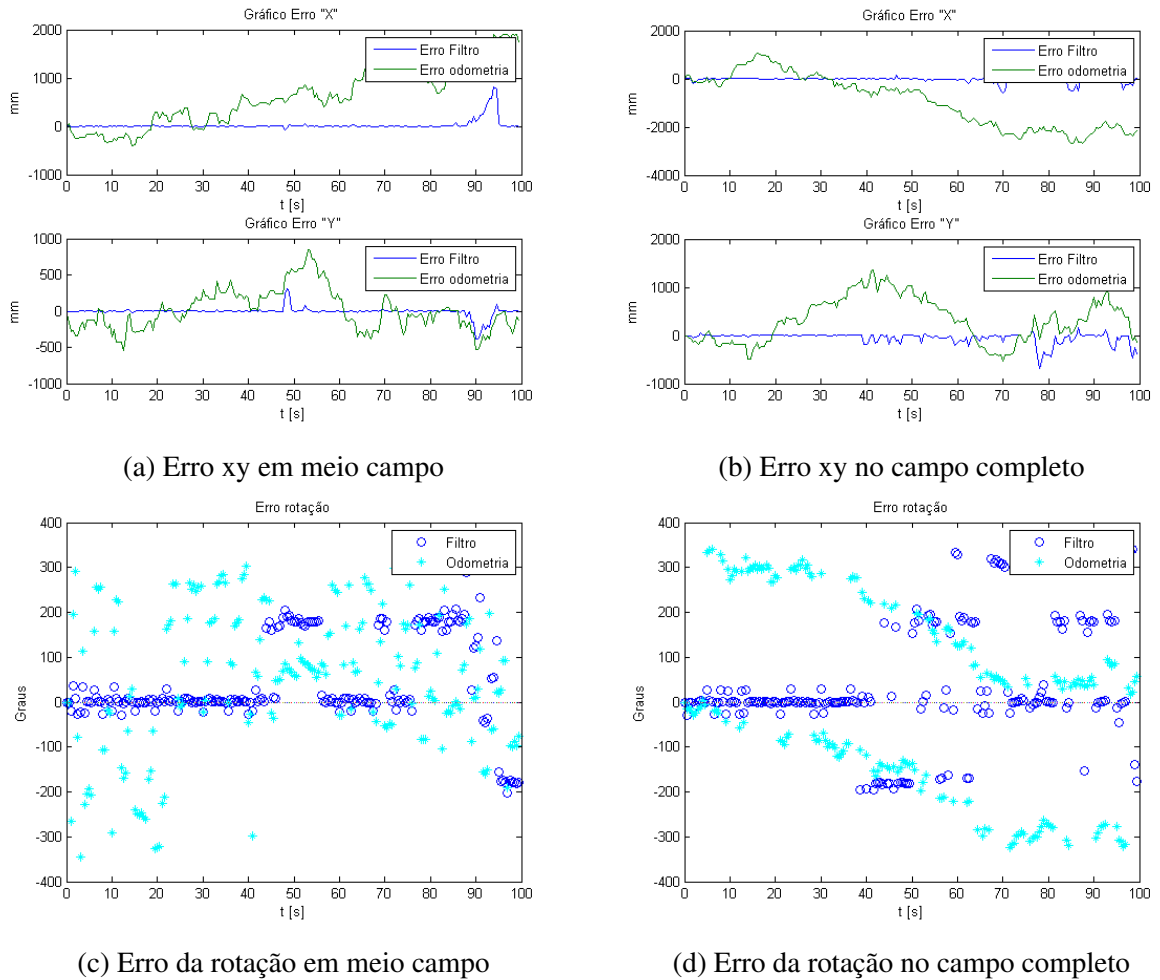 Gráfico Erro "X"
Erro Filtro
Erro odometria
2000
1000
0
-1000
mm
0 10 20 30 40 50 60 70 80 90 100
t [s]
Gráfico Erro "Y"
Erro Filtro
Erro odometria
1000
500
0
-500
-1000
mm
0 10 20 30 40 50 60 70 80 90 100
t [s]
(a) Erro xy em meio campo
Gráfico Erro "X"
Erro Filtro
Erro odometria
2000
0
-2000
-4000
mm
0 10 20 30 40 50 60 70 80 90 100
t [s]
Gráfico Erro "Y"
Erro Filtro
Erro odometria
2000
1000
0
-1000
mm
0 10 20 30 40 50 60 70 80 90 100
t [s]
(b) Erro xy no campo completo
Erro rotação
Filtro
Odometria
400
300
200
100
0
-100
-200
-300
-400
Graus
0 10 20 30 40 50 60 70 80 90 100
t [s]
(c) Erro da rotação em meio campo
Erro rotação
Filtro
Odometria
400
300
200
100
0
-100
-200
-300
-400
Graus
0 10 20 30 40 50 60 70 80 90 100
t [s]
(d) Erro da rotação no campo completo